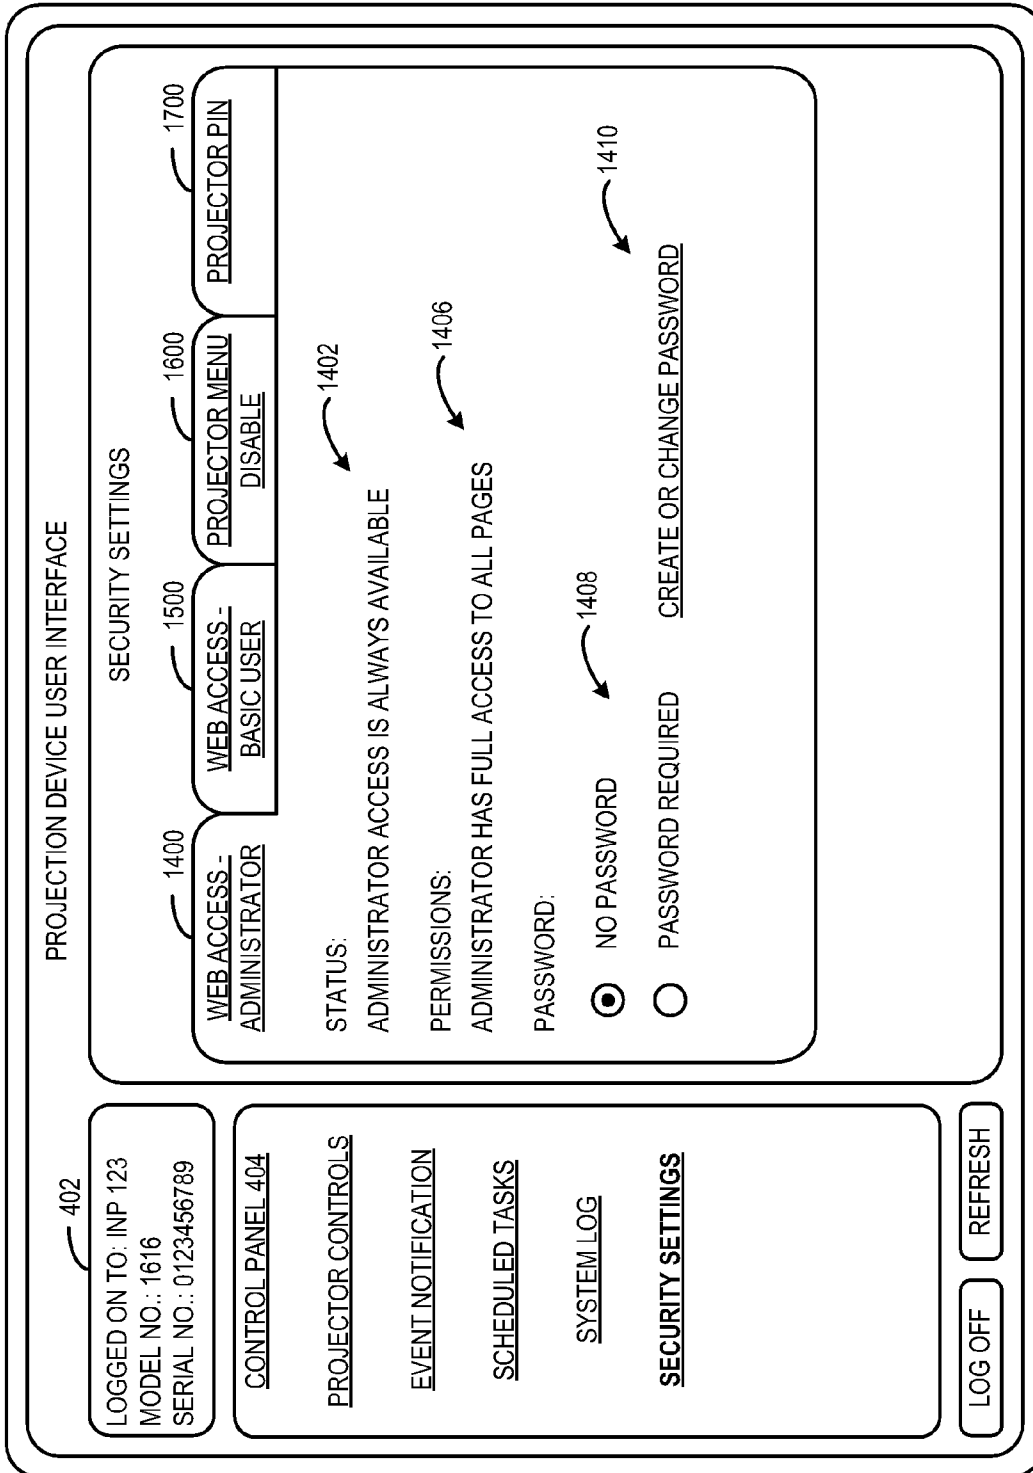 PROJECTION DEVICE USER INTERFACE
402
LOGGED ON TO: INP 123
MODEL NO.: 1616
SERIAL NO.: 0123456789
CONTROL PANEL 404
PROJECTOR CONTROLS
EVENT NOTIFICATION
SCHEDULED TASKS
SYSTEM LOG
SECURITY SETTINGS
LOG OFF
REFRESH
SECURITY SETTINGS
1400
WEB ACCESS -
ADMINISTRATOR
1500
WEB ACCESS -
BASIC USER
1600
PROJECTOR MENU
DISABLE
1700
PROJECTOR PIN
STATUS:
1402
ADMINISTRATOR ACCESS IS ALWAYS AVAILABLE
PERMISSIONS:
1406
ADMINISTRATOR HAS FULL ACCESS TO ALL PAGES
PASSWORD:
1408
NO PASSWORD
1410
PASSWORD REQUIRED
CREATE OR CHANGE PASSWORD